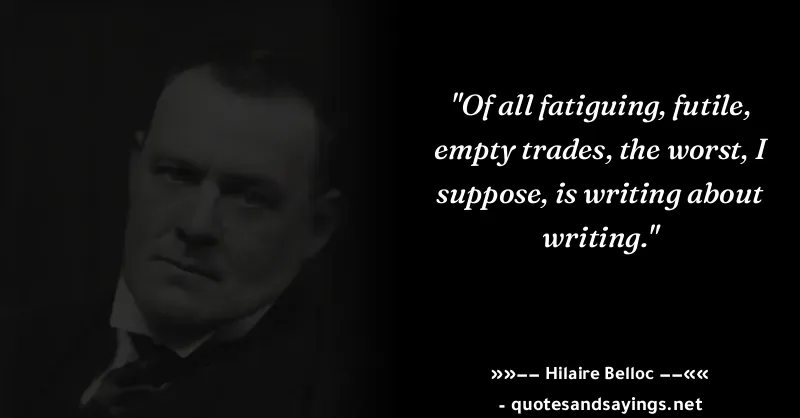 "Of all fatiguing, futile,
empty trades, the worst, I
suppose, is writing about
writing."
»»—— Hilaire Belloc ——««
- quotesandsayings.net